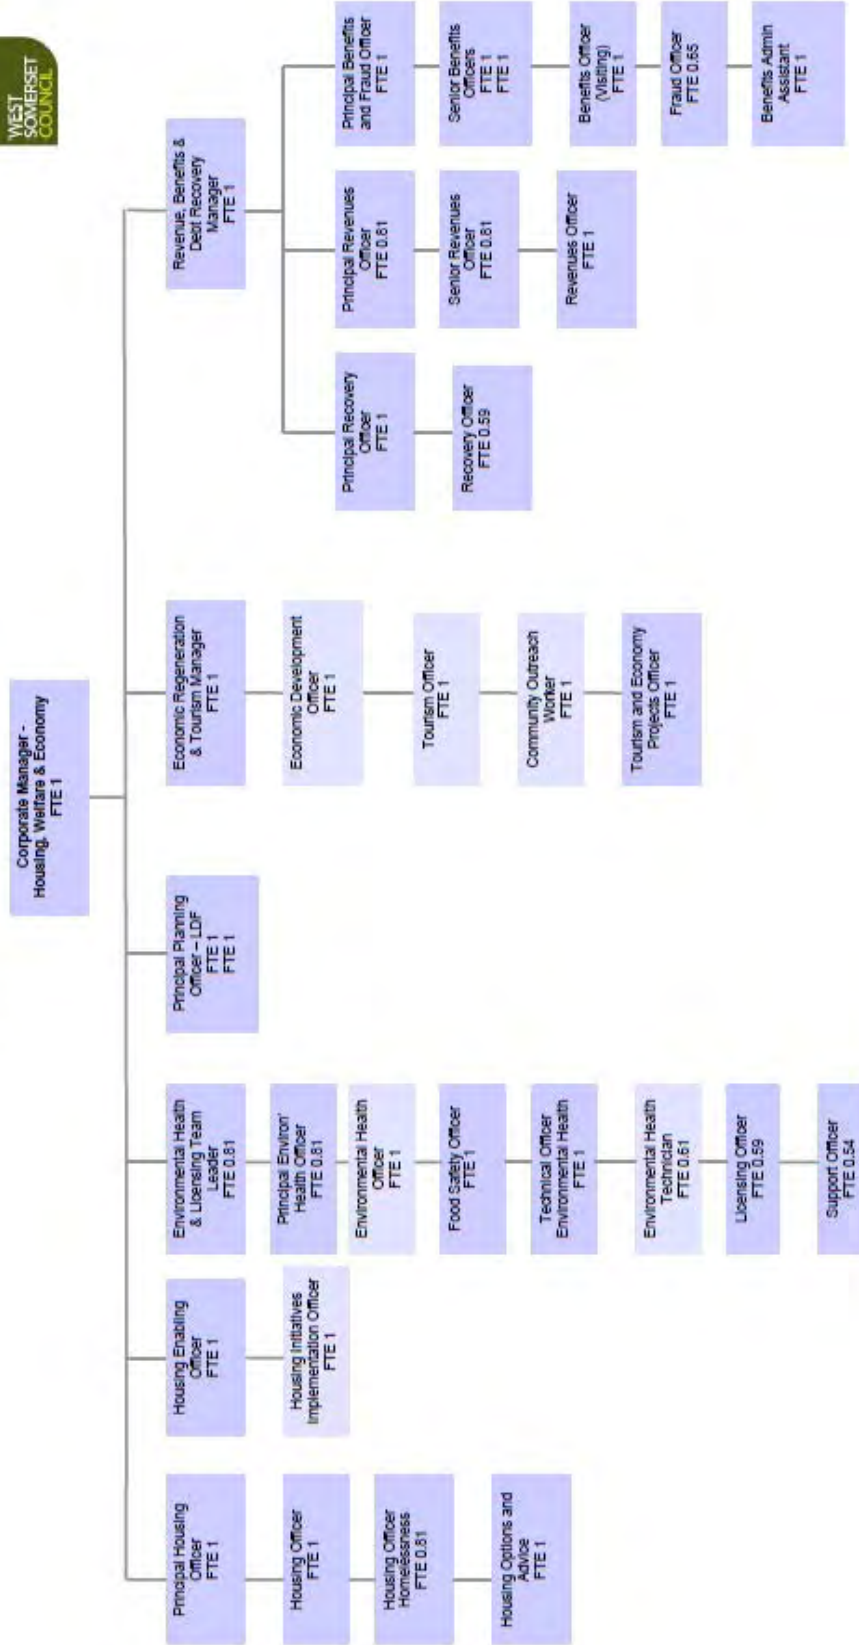 WEST
SOMERSET
COUNCIL
Corporate Manager -
Housing, Welfare & Economy
FTE 1
Principal Housing
Officer
FTE 1
Housing Officer
FTE 1
Housing Officer
Homelessness
FTE 0.81
Housing Options and
Advice
FTE 1
Housing Enabling
Officer
FTE 1
Housing Initiatives
Implementation Officer
FTE 1
Environmental Health
& Licensing Team
Leader
FTE 0.81
Principal Environ'
Health Officer
FTE 0.81
Environmental Health
Officer
FTE 1
Food Safety Officer
FTE 1
Technical Officer
Environmental Health
FTE 1
Environmental Health
Technician
FTE 0.61
Licensing Officer
FTE 0.59
Support Officer
FTE 0.54
Principal Planning
Officer – LDF
FTE 1
FTE 1
Economic Regeneration
& Tourism Manager
FTE 1
Economic Development
Officer
FTE 1
Tourism Officer
FTE 1
Community Outreach
Worker
FTE 1
Tourism and Economy
Projects Officer
FTE 1
Revenue, Benefits &
Debt Recovery
Manager
FTE 1
Principal Recovery
Officer
FTE 1
Recovery Officer
FTE 0.59
Principal Revenues
Officer
FTE 0.81
Senior Revenues
Officer
FTE 0.81
Revenues Officer
FTE 1
Principal Benefits
and Fraud Officer
FTE 1
Senior Benefits
Officers
FTE 1
FTE 1
Benefits Officer
(Visiting)
FTE 1
Fraud Officer
FTE 0.65
Benefits Admin
Assistant
FTE 1